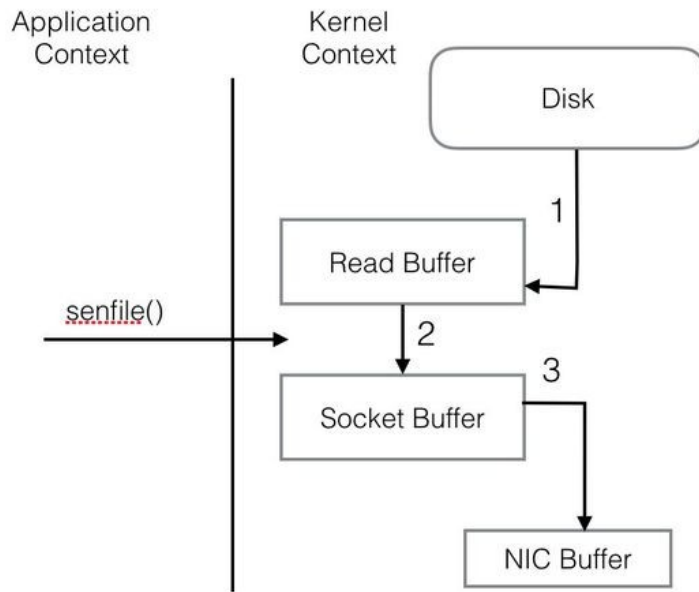 Application
Context
Kernel
Context
Disk
1
Read Buffer
senfile()
2
3
Socket Buffer
NIC Buffer